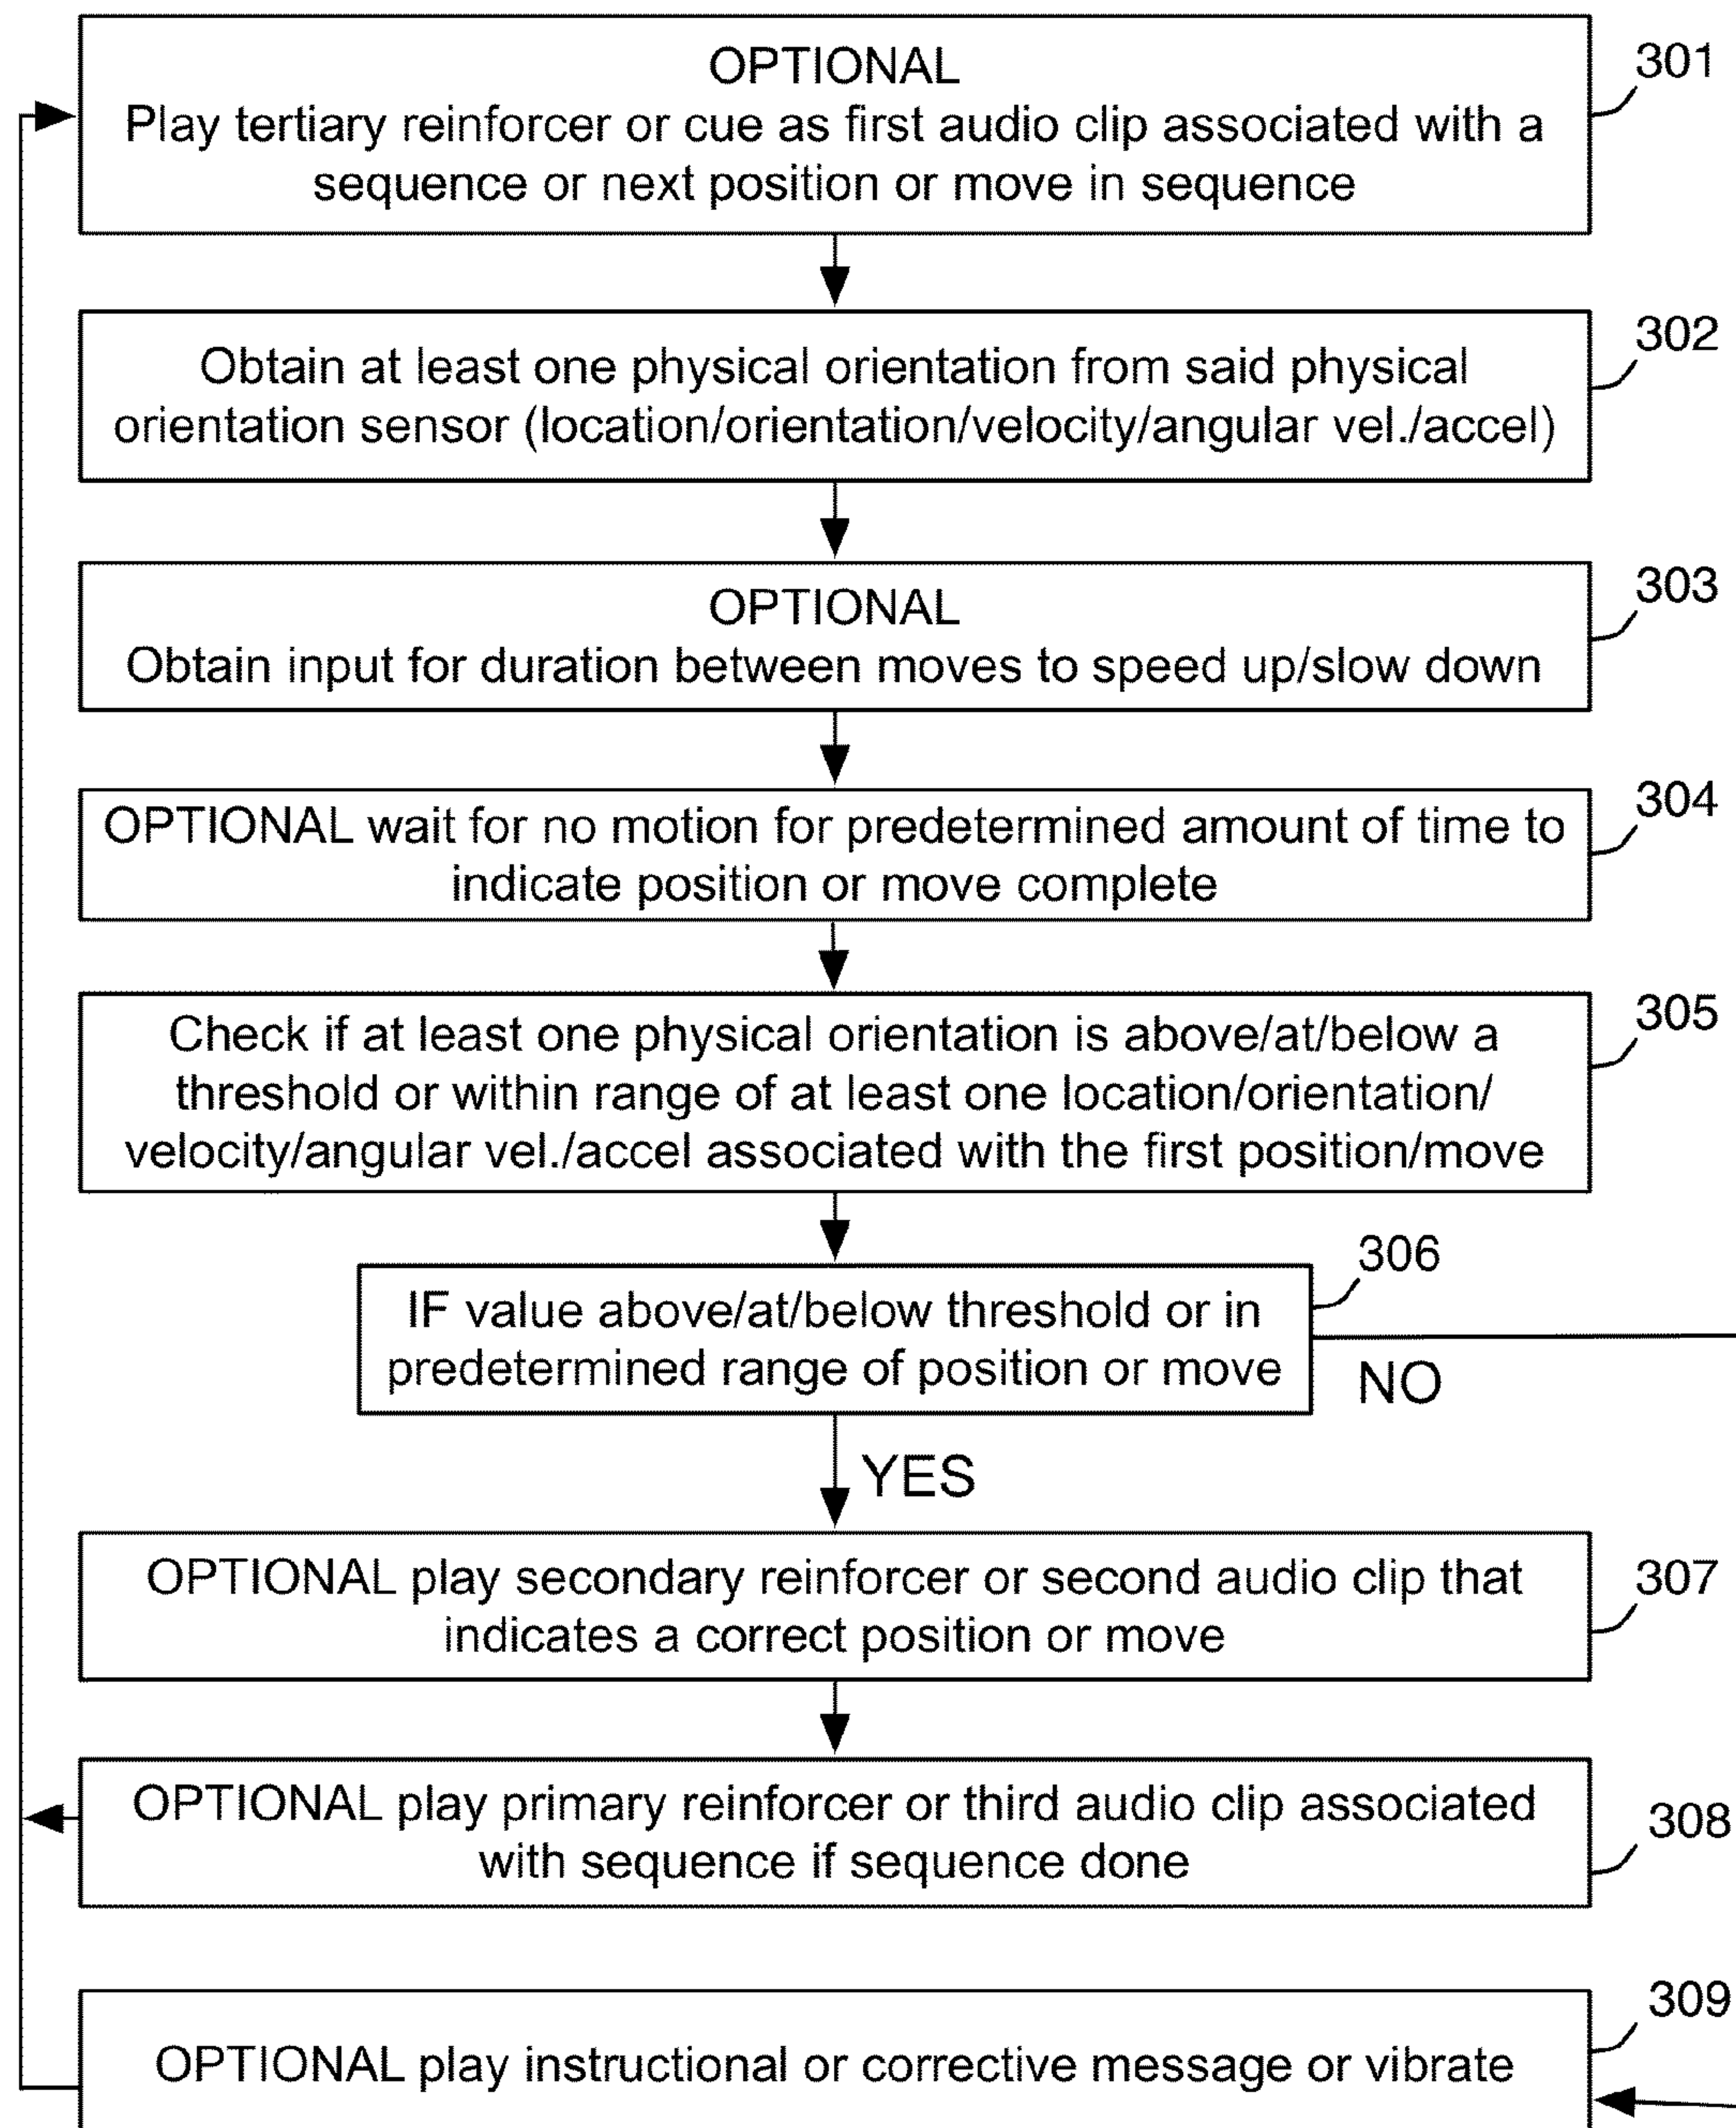 OPTIONAL
Play tertiary reinforcer or cue as first audio clip associated with a
sequence or next position or move in sequence
301
Obtain at least one physical orientation from said physical
orientation sensor (location/orientation/velocity/angular vel./accel)
302
OPTIONAL
Obtain input for duration between moves to speed up/slow down
303
OPTIONAL wait for no motion for predetermined amount of time to
indicate position or move complete
304
Check if at least one physical orientation is above/at/below a
threshold or within range of at least one location/orientation/
velocity/angular vel./accel associated with the first position/move
305
IF value above/at/below threshold or in
predetermined range of position or move
306
NO
YES
OPTIONAL play secondary reinforcer or second audio clip that
indicates a correct position or move
307
OPTIONAL play primary reinforcer or third audio clip associated
with sequence if sequence done
308
OPTIONAL play instructional or corrective message or vibrate
309